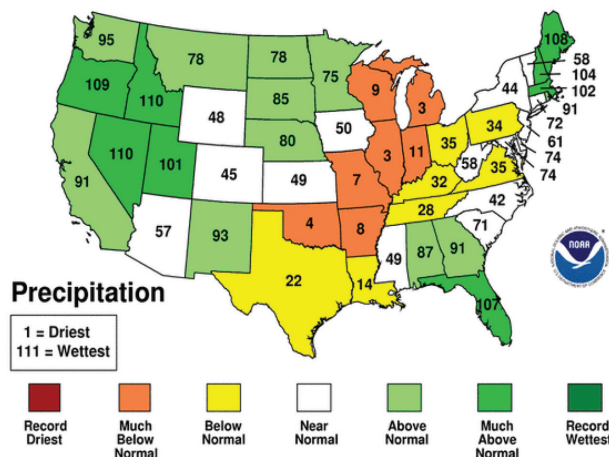 95
78
78
75
109
110
48
85
9
3
44
108
58
104
102
91
72
61
74
74
80
50
110
101
45
49
3
11
35
34
58
35
91
7
32
42
57
93
4
8
28
71
22
14
49
87
91
107
NOAA
Precipitation
1 = Driest
111 = Wettest
Record
Driest
Much
Below
Normal
Below
Normal
Near
Normal
Above
Normal
Much
Above
Normal
Record
Wettest